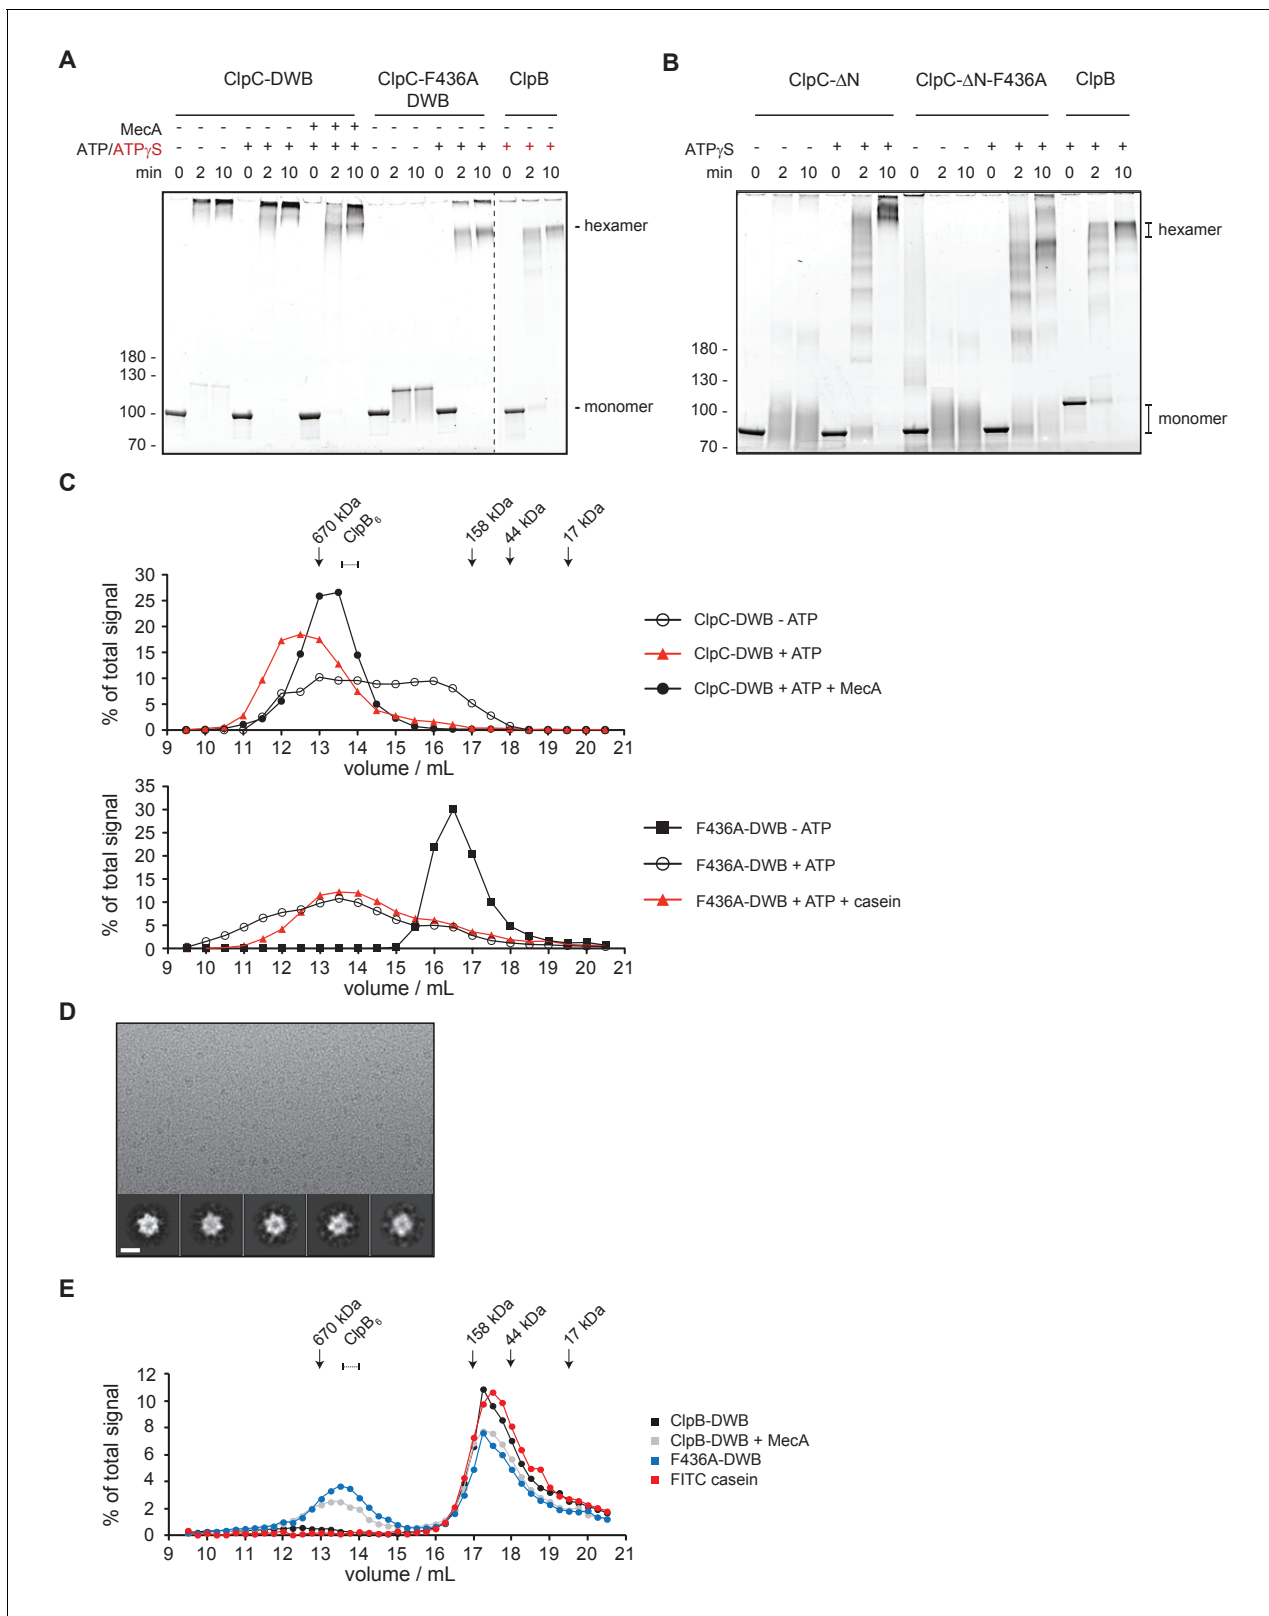 A
ClpC-DWB
ClpC-F436A
DWB
ClpB
MecA - - - - - - + + + - - - - - - - - -
ATP/ATPγS - - - + + + + + + - - - + + + + + +
min 0 2 10 0 2 10 0 2 10 0 2 10 0 2 10 0 2 10
- hexamer
180 -
130 -
100 -
70 -
- monomer
B
ClpC-ΔN
ClpC-ΔN-F436A
ClpB
ATPγS - - - + + + - - - + + + + + +
min 0 2 10 0 2 10 0 2 10 0 2 10 0 2 10
hexamer
180 -
130 -
100 -
70 -
monomer
C
670 kDa
ClpB6
158 kDa
44 kDa
17 kDa
% of total signal
30
25
20
15
10
5
0
9 10 11 12 13 14 15 16 17 18 19 20 21
volume / mL
ClpC-DWB - ATP
ClpC-DWB + ATP
ClpC-DWB + ATP + MecA
% of total signal
35
30
25
20
15
10
5
0
9 10 11 12 13 14 15 16 17 18 19 20 21
volume / mL
F436A-DWB - ATP
F436A-DWB + ATP
F436A-DWB + ATP + casein
D
E
670 kDa
ClpB6
158 kDa
44 kDa
17 kDa
% of total signal
12
10
8
6
4
2
0
9 10 11 12 13 14 15 16 17 18 19 20 21
volume / mL
ClpB-DWB
ClpB-DWB + MecA
F436A-DWB
FITC casein